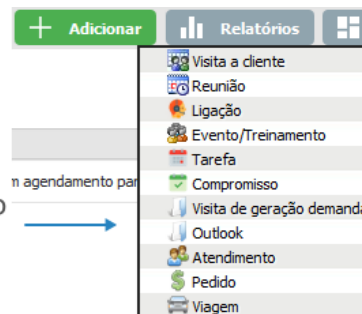 Adicionar Relatórios
Visita a cliente
Reunião
Ligação
Evento/Treinamento
Tarefa
agendamento par
Compromisso
Visita de geração demanda
Outlook
Atendimento
Pedido
Viagem